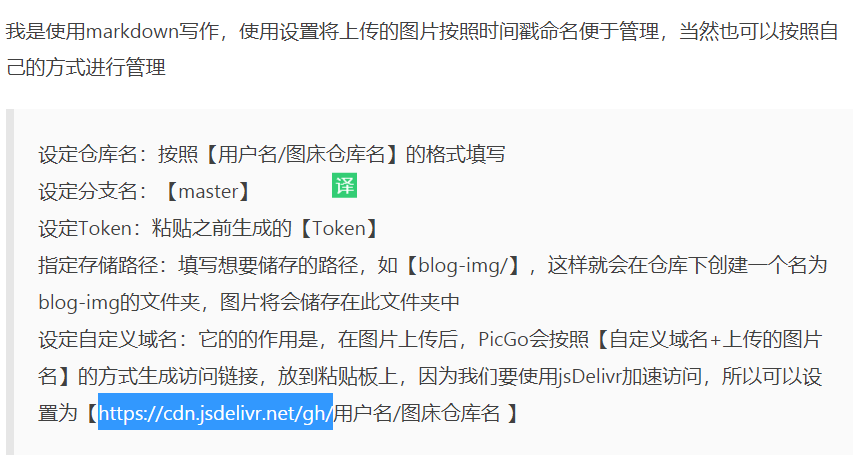 我是使用markdown写作，使用设置将上传的图片按照时间戳命名便于管理，当然也可以按照自
己的方式进行管理
设定仓库名：按照【用户名/图床仓库名】的格式填写
设定分支名：【master】
译
设定Token：粘贴之前生成的【Token】
指定存储路径：填写想要储存的路径，如【blog-img/】，这样就会在仓库下创建一个名为
blog-img的文件夹，图片将会储存在此文件夹中
设定自定义域名：它的的作用是，在图片上传后，PicGo会按照【自定义域名+上传的图片
名】的方式生成访问链接，放到粘贴板上，因为我们要使用jsDelivr加速访问，所以可以设
置为【https://cdn.jsdelivr.net/gh/用户名/图床仓库名 】